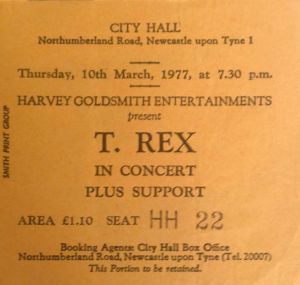 CITY HALL
Northumberland Road, Newcastle upon Tyne 1
Thursday, 10th March, 1977, at 7.30 p.m.
HARVEY GOLDSMITH ENTERTAINMENTS
present
T. REX
IN CONCERT
PLUS SUPPORT
AREA £1.10 SEAT HH 22
Booking Agents: City Hall Box Office
Northumberland Road, Newcastle upon Tyne (Tel. 20007)
This Portion to be retained.
SMITH PRINT GROUP